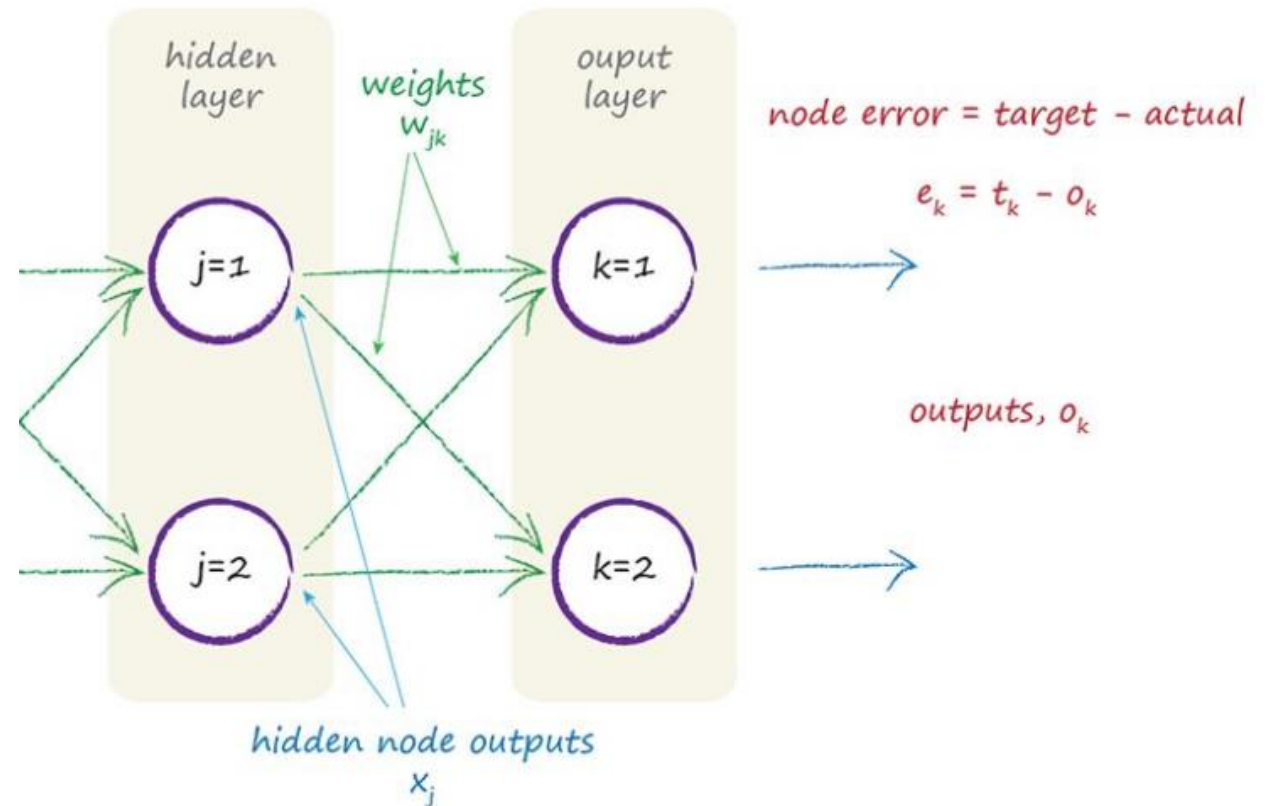 hidden
layer
weights
w_jk
ouput
layer
node error = target - actual
e_k = t_k - o_k
j=1
k=1
outputs, o_k
j=2
k=2
hidden node outputs
x_j